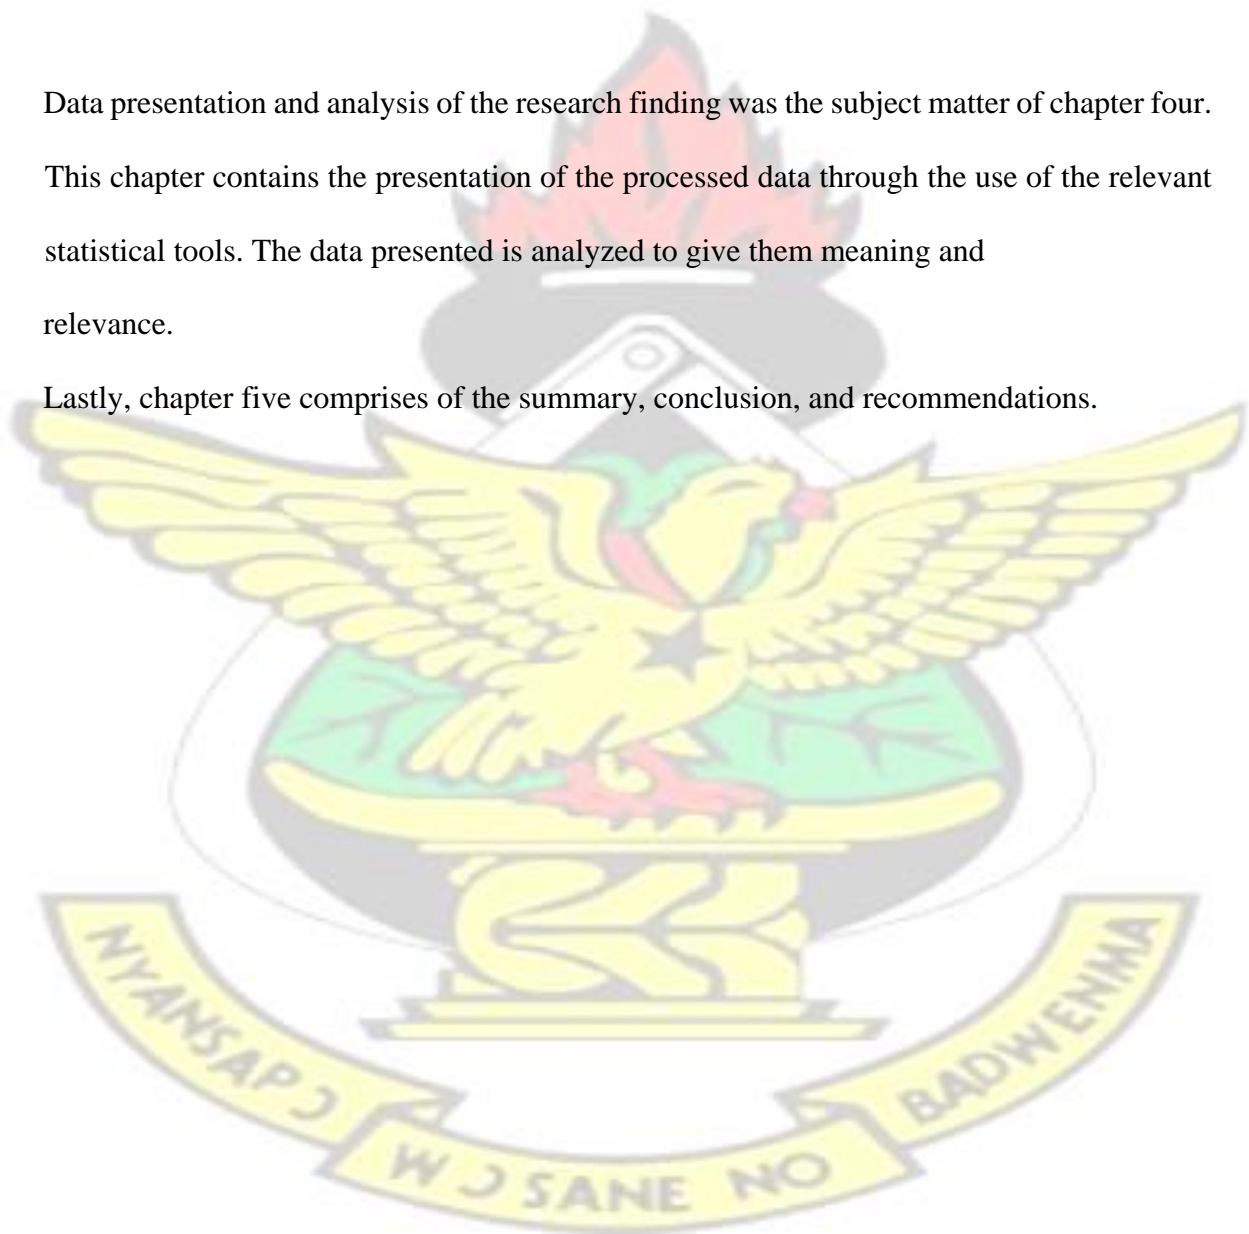 Data presentation and analysis of the research finding was the subject matter of chapter four.
This chapter contains the presentation of the processed data through the use of the relevant
statistical tools. The data presented is analyzed to give them meaning and
relevance.
Lastly, chapter five comprises of the summary, conclusion, and recommendations.
NYANSAPƆ
WƆSANE NO
BADWENMA